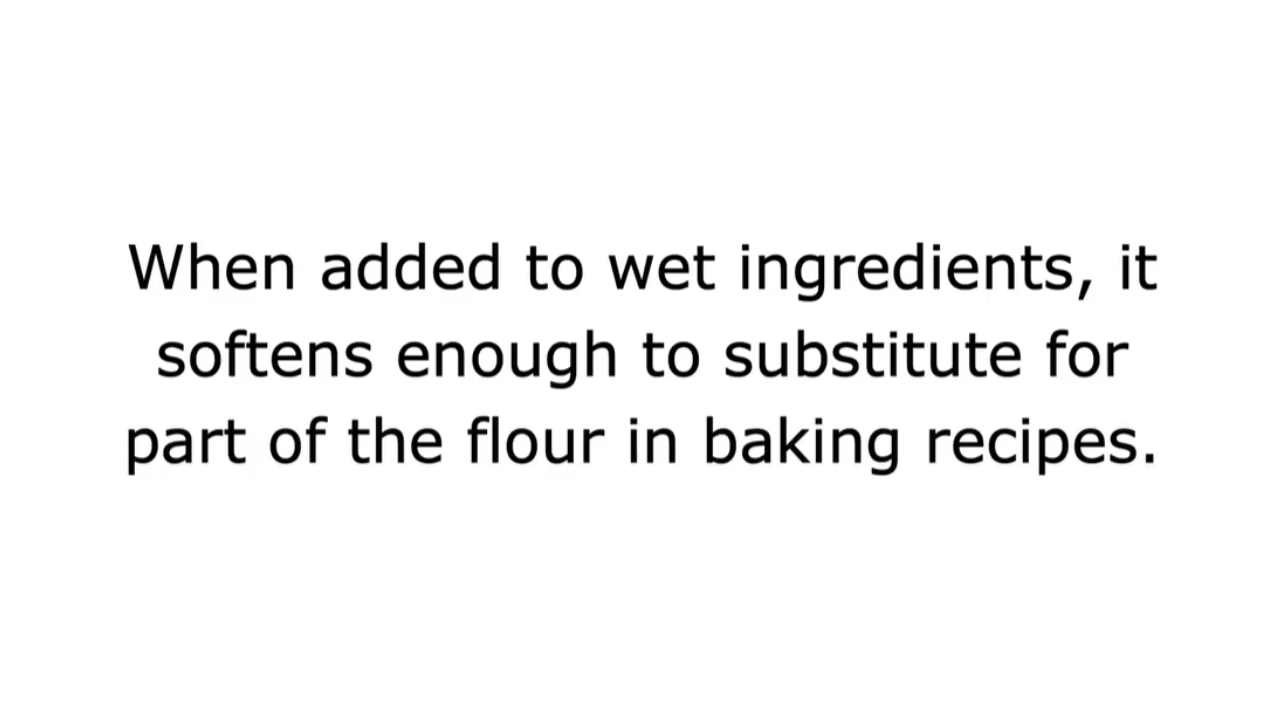 When added to wet ingredients, it
softens enough to substitute for
part of the flour in baking recipes.